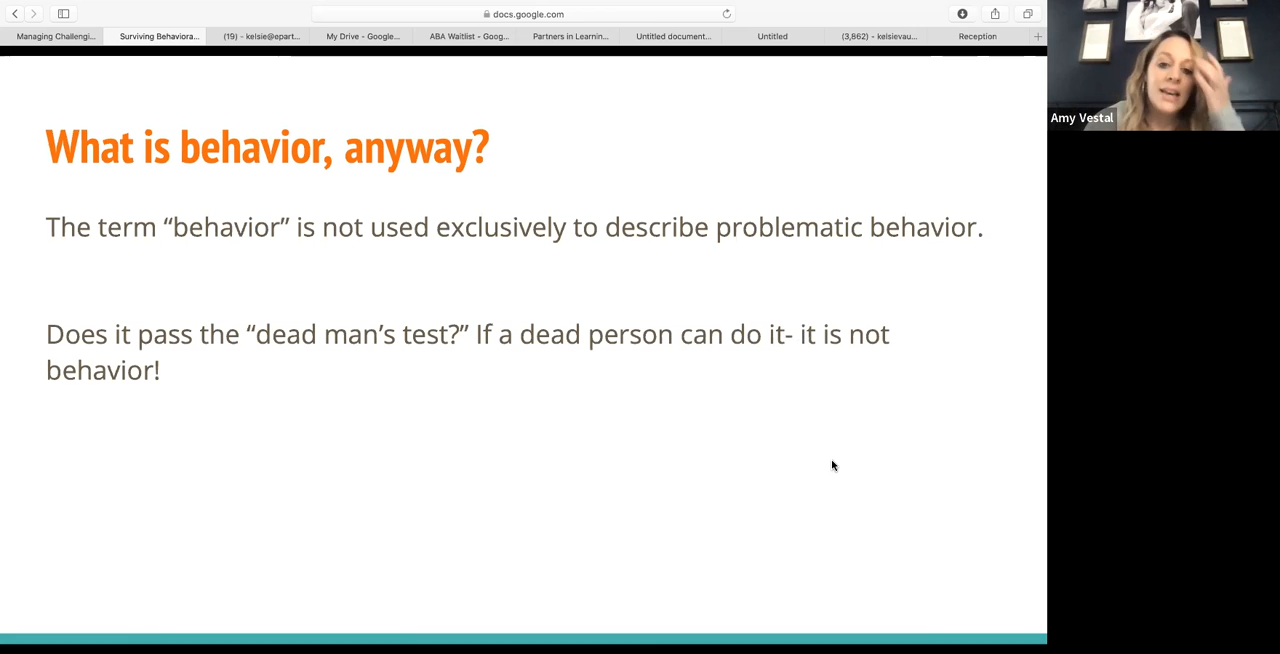 docs.google.com
Managing Challengi...
Surviving Behaviora...
(19) - kelsie@epart...
My Drive - Google...
ABA Waitlist - Goog...
Partners in Learnin...
Untitled document...
Untitled
(3,862) - kelsievau...
Reception
What is behavior, anyway?
The term “behavior” is not used exclusively to describe problematic behavior.
Does it pass the “dead man’s test?” If a dead person can do it- it is not
behavior!
Amy Vestal